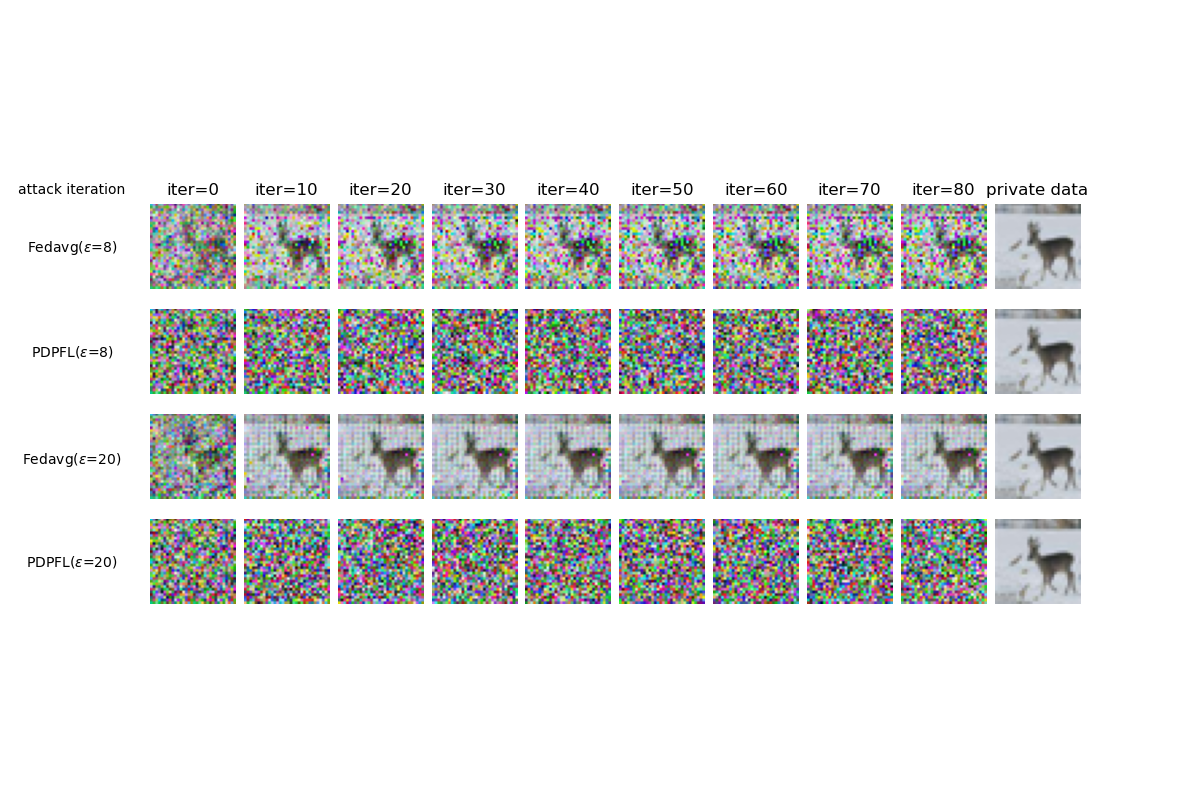 attack iteration iter=0 iter=10 iter=20 iter=30 iter=40 iter=50 iter=60 iter=70 iter=80 private data
Fedavg(ε=8)
PDPFL(ε=8)
Fedavg(ε=20)
PDPFL(ε=20)